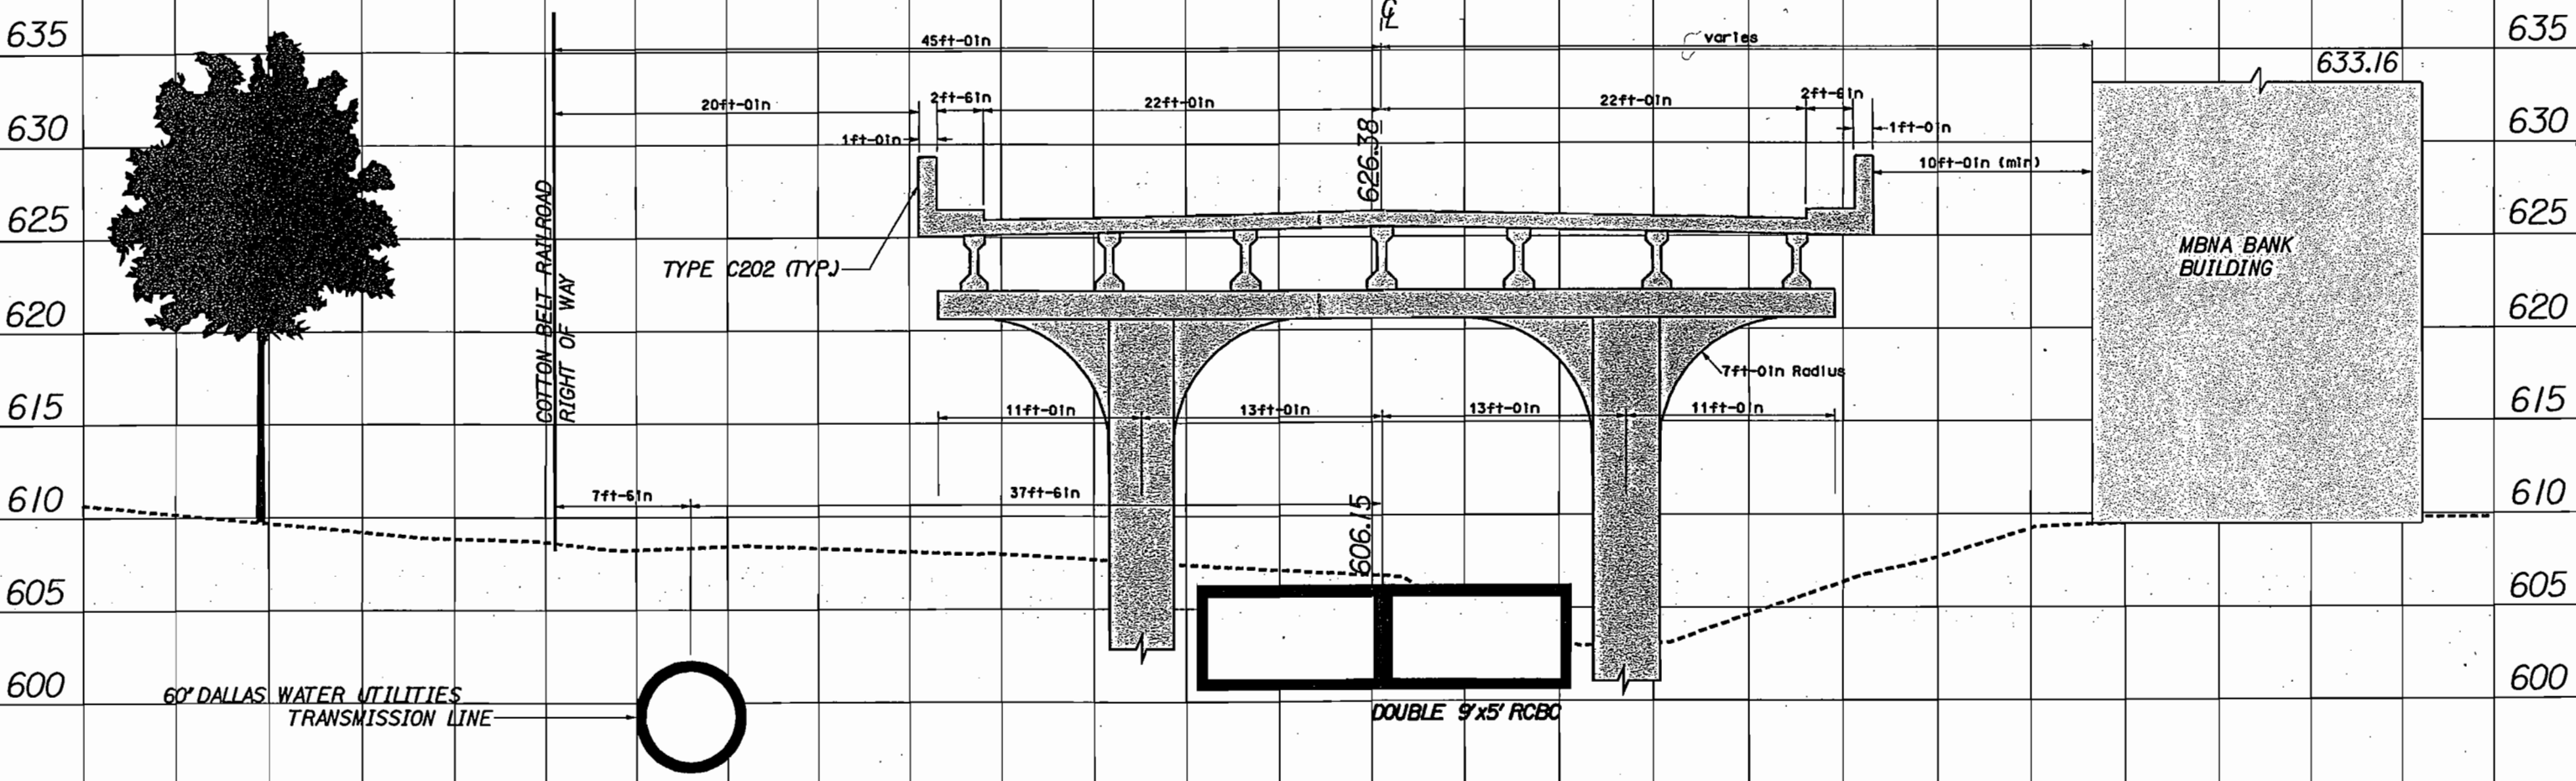 635
℄
45ft-0in
varies
635
633.16
2ft-6in
22ft-0in
22ft-0in
2ft-6in
20ft-0in
630
1ft-0in
626.38
1ft-0in
630
10ft-0in (min)
625
COTTON BELT RAILROAD
RIGHT OF WAY
625
MBNA BANK
BUILDING
TYPE C202 (TYP.)
620
620
7ft-0in Radius
615
11ft-0in
13ft-0in
13ft-0in
11ft-0in
615
610
7ft-6in
37ft-6in
606.15
610
605
605
600
60" DALLAS WATER UTILITIES
TRANSMISSION LINE
DOUBLE 9'x5' RCBC
600